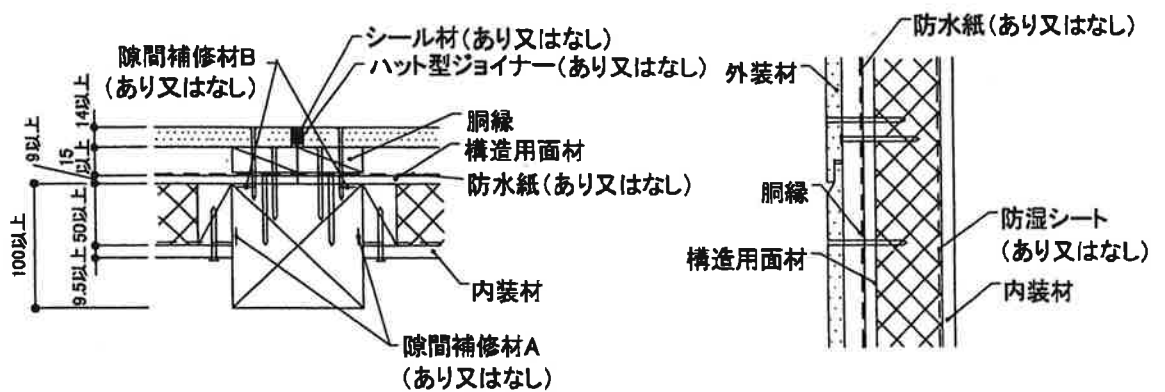 シール材(あり又はなし)
ハット型ジョイナー(あり又はなし)
隙間補修材B
(あり又はなし)
胴縁
構造用面材
防水紙(あり又はなし)
14以上
15
以上
9以上
50以上
9.5以上
100以上
内装材
隙間補修材A
(あり又はなし)
防水紙(あり又はなし)
外装材
胴縁
構造用面材
防湿シート
(あり又はなし)
内装材